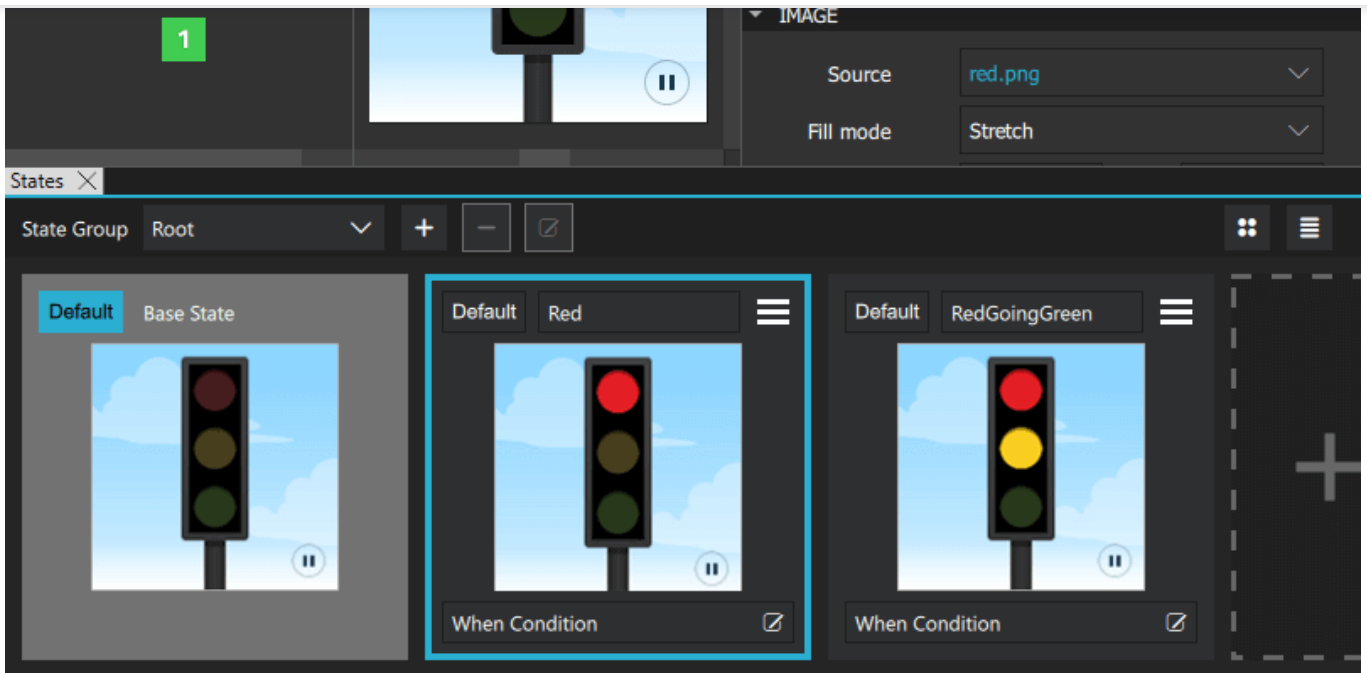 1
IMAGE
Source red.png
Fill mode Stretch
States
State Group Root
Default Base State
Default Red
Default RedGoingGreen
When Condition
When Condition